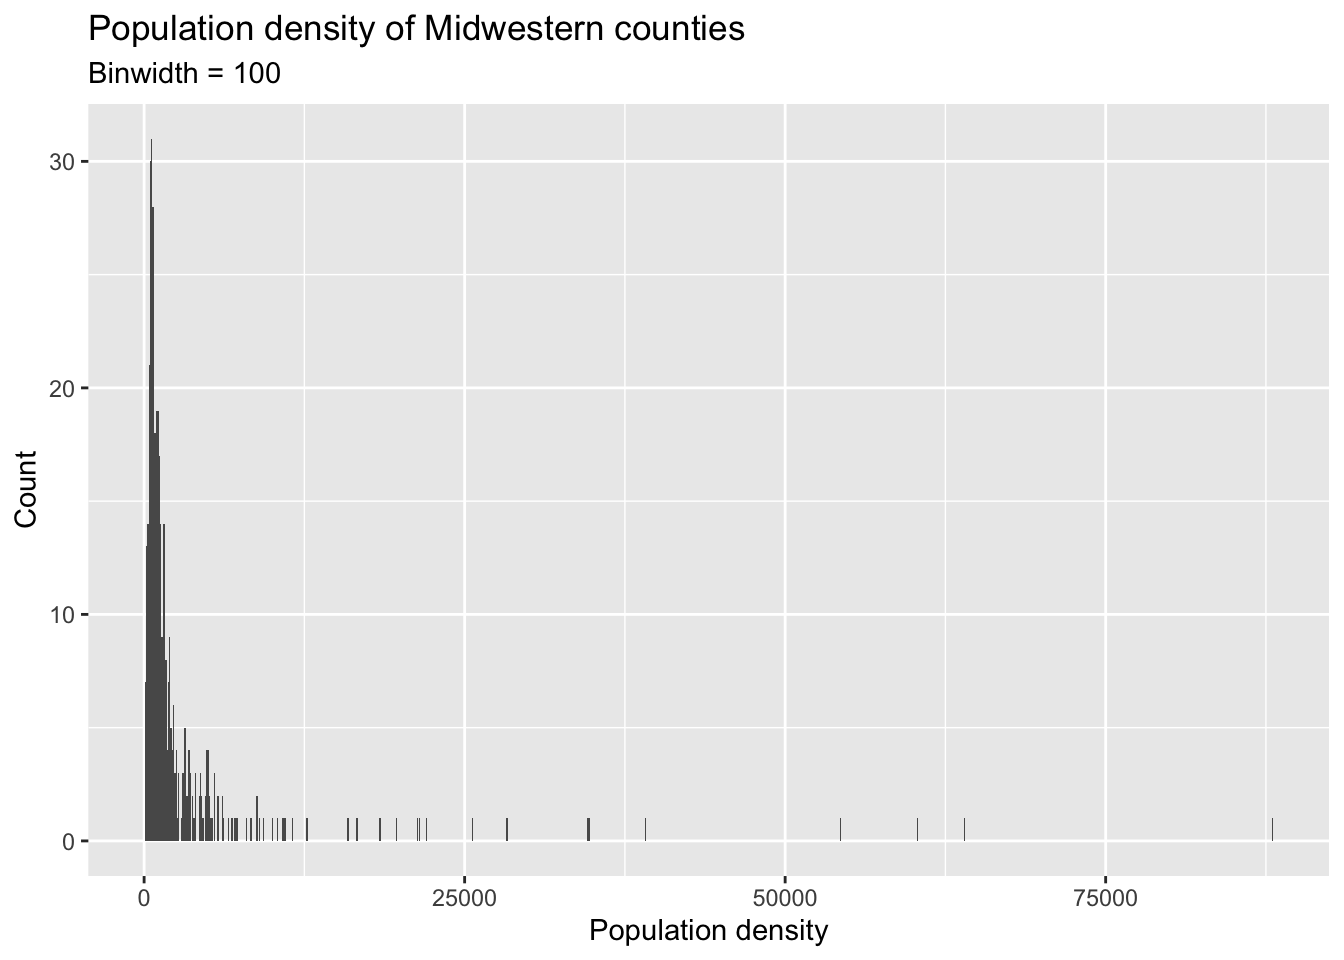 Population density of Midwestern counties
Binwidth = 100
30
20
10
0
Count
0 25000 50000 75000
Population density